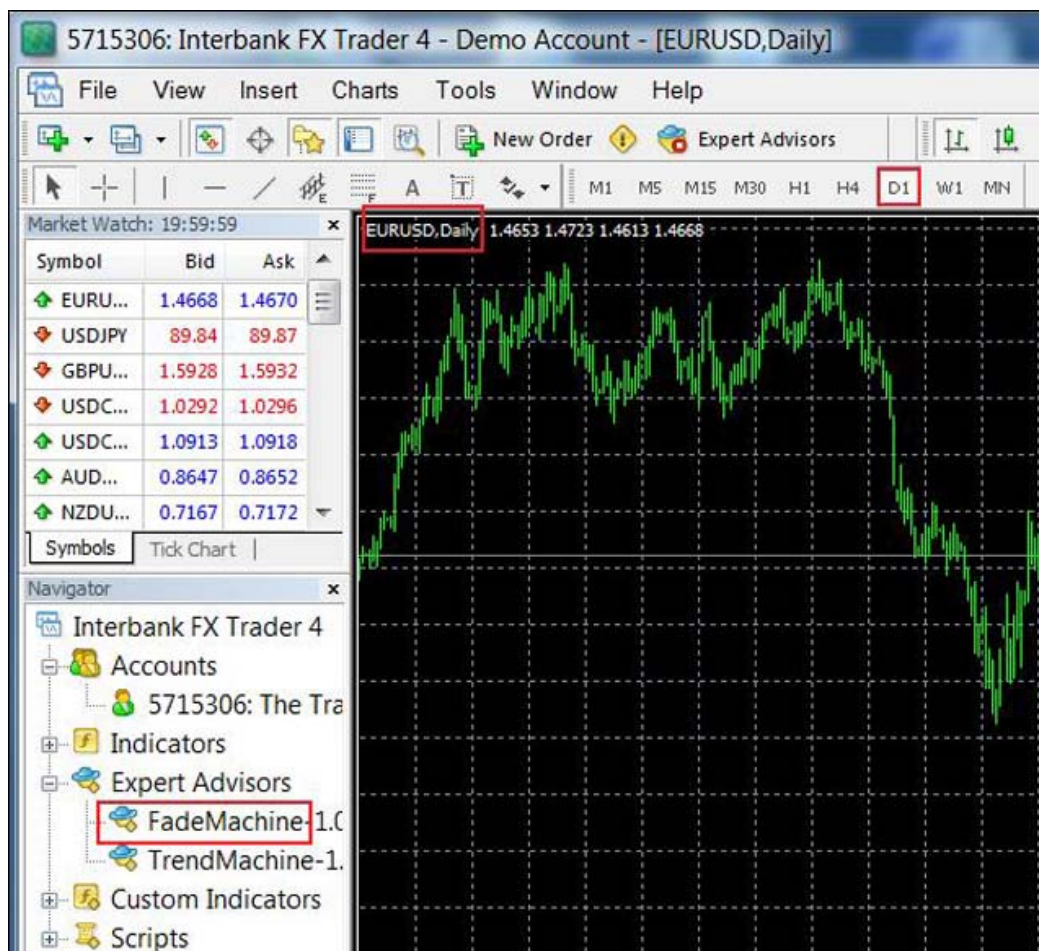 5715306: Interbank FX Trader 4 - Demo Account - [EURUSD,Daily]
File View Insert Charts Tools Window Help
New Order Expert Advisors
E F A T M1 M5 M15 M30 H1 H4 D1 W1 MN
Market Watch: 19:59:59 x
EURUSD,Daily 1.4653 1.4723 1.4613 1.4668
Symbol Bid Ask
EURU... 1.4668 1.4670
USDJPY 89.84 89.87
GBPU... 1.5928 1.5932
USDC... 1.0292 1.0296
USDC... 1.0913 1.0918
AUD... 0.8647 0.8652
NZDU... 0.7167 0.7172
Symbols Tick Chart
Navigator x
Interbank FX Trader 4
Accounts
5715306: The Tra
Indicators
Expert Advisors
FadeMachine-1.0
TrendMachine-1.
Custom Indicators
Scripts